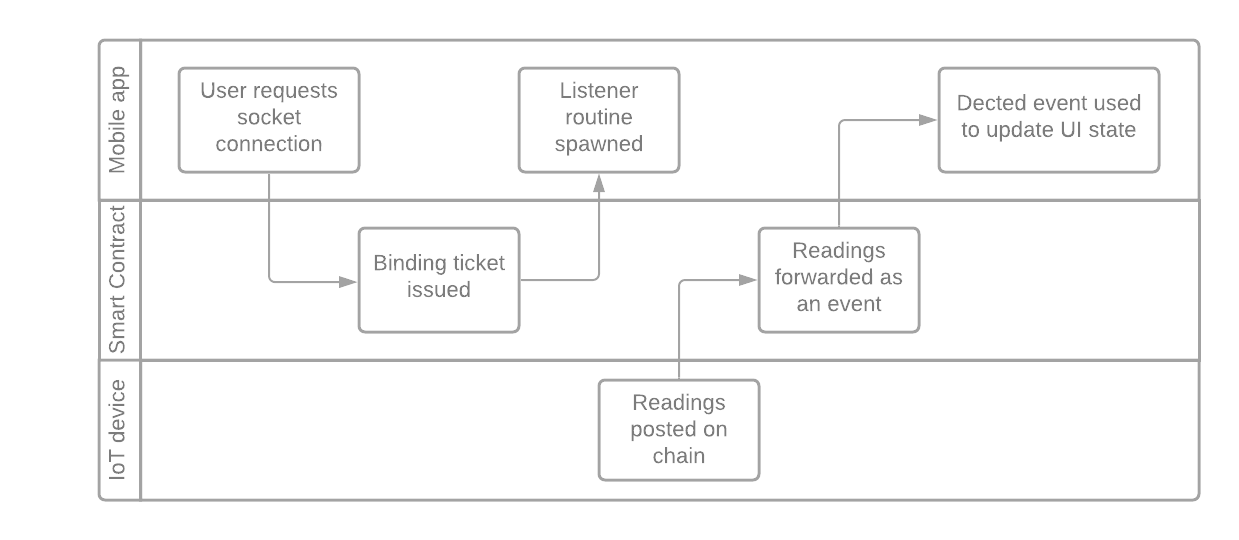 Mobile app
User requests
socket
connection
Listener
routine
spawned
Dected event used
to update UI state
Smart Contract
Binding ticket
issued
Readings
forwarded as
an event
IoT device
Readings
posted on
chain